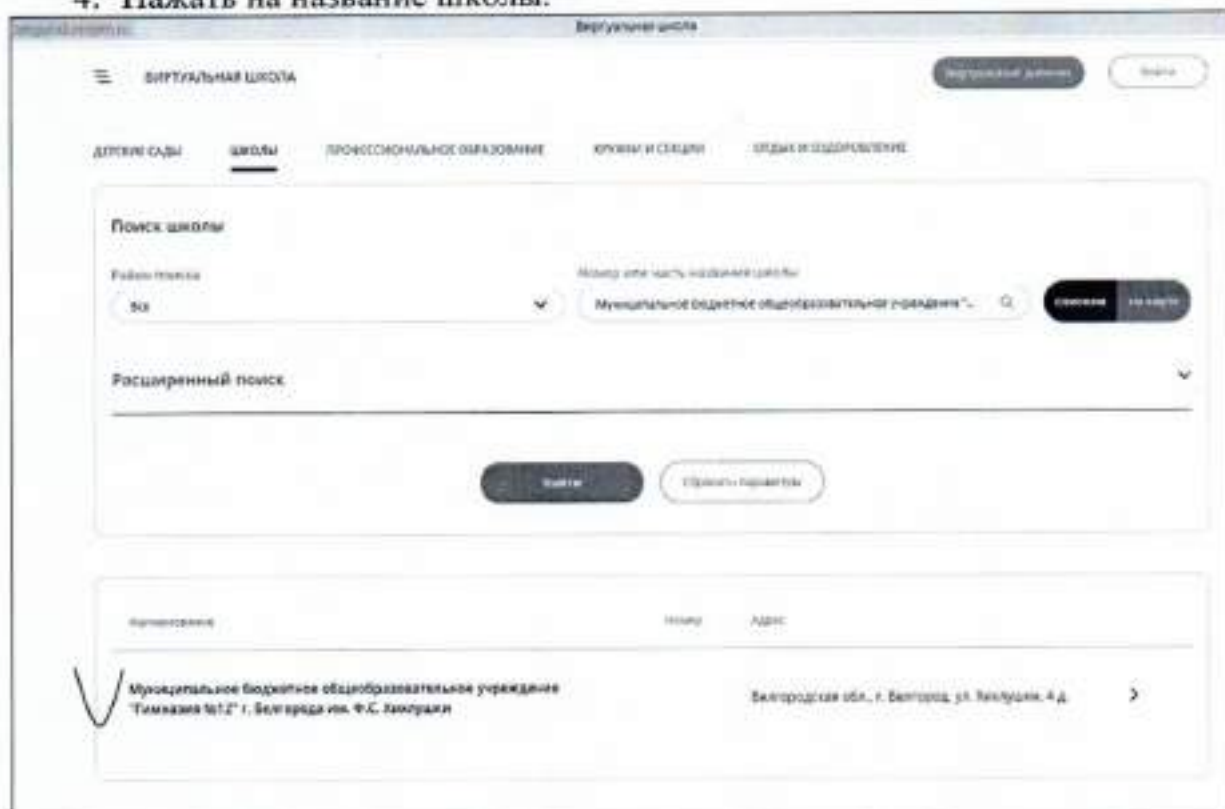 4. Нажать на название школы.
Виртуальная школа
ВИРТУАЛЬНАЯ ШКОЛА
Войти
ДЕТСКИЕ САДЫ ШКОЛЫ ПРОФЕССИОНАЛЬНОЕ ОБРАЗОВАНИЕ КРУЖКИ И СЕКЦИИ ОТДЫХ И ОЗДОРОВЛЕНИЕ
Поиск школы
Район поиска Номер или часть названия школы
Все Муниципальное бюджетное общеобразовательное учреждение "... Списком На карте
Расширенный поиск
Найти Сбросить параметры
Наименование Номер Адрес
Муниципальное бюджетное общеобразовательное учреждение Белгородская обл., г. Белгород, ул. Хихлушки, 4 д.
"Гимназия №12" г. Белгорода им. Ф.С. Хихлушки